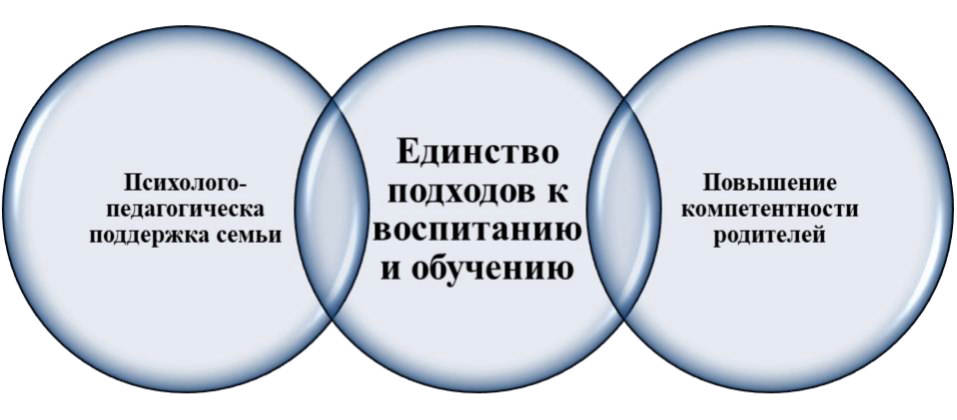 Психолого-
педагогическа
поддержка семьи
Единство
подходов к
воспитанию
и обучению
Повышение
компетентности
родителей